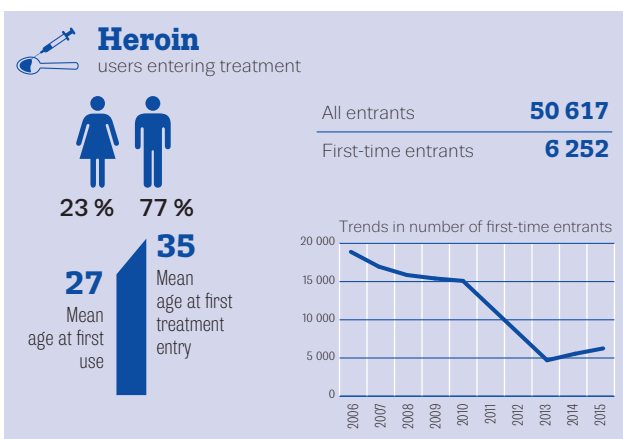 Heroin
users entering treatment
23 % 77 %
All entrants 50 617
First-time entrants 6 252
27
Mean
age at first
use
35
Mean
age at first
treatment
entry
Trends in number of first-time entrants
20 000
15 000
10 000
5 000
0
2006 2007 2008 2009 2010 2011 2012 2013 2014 2015